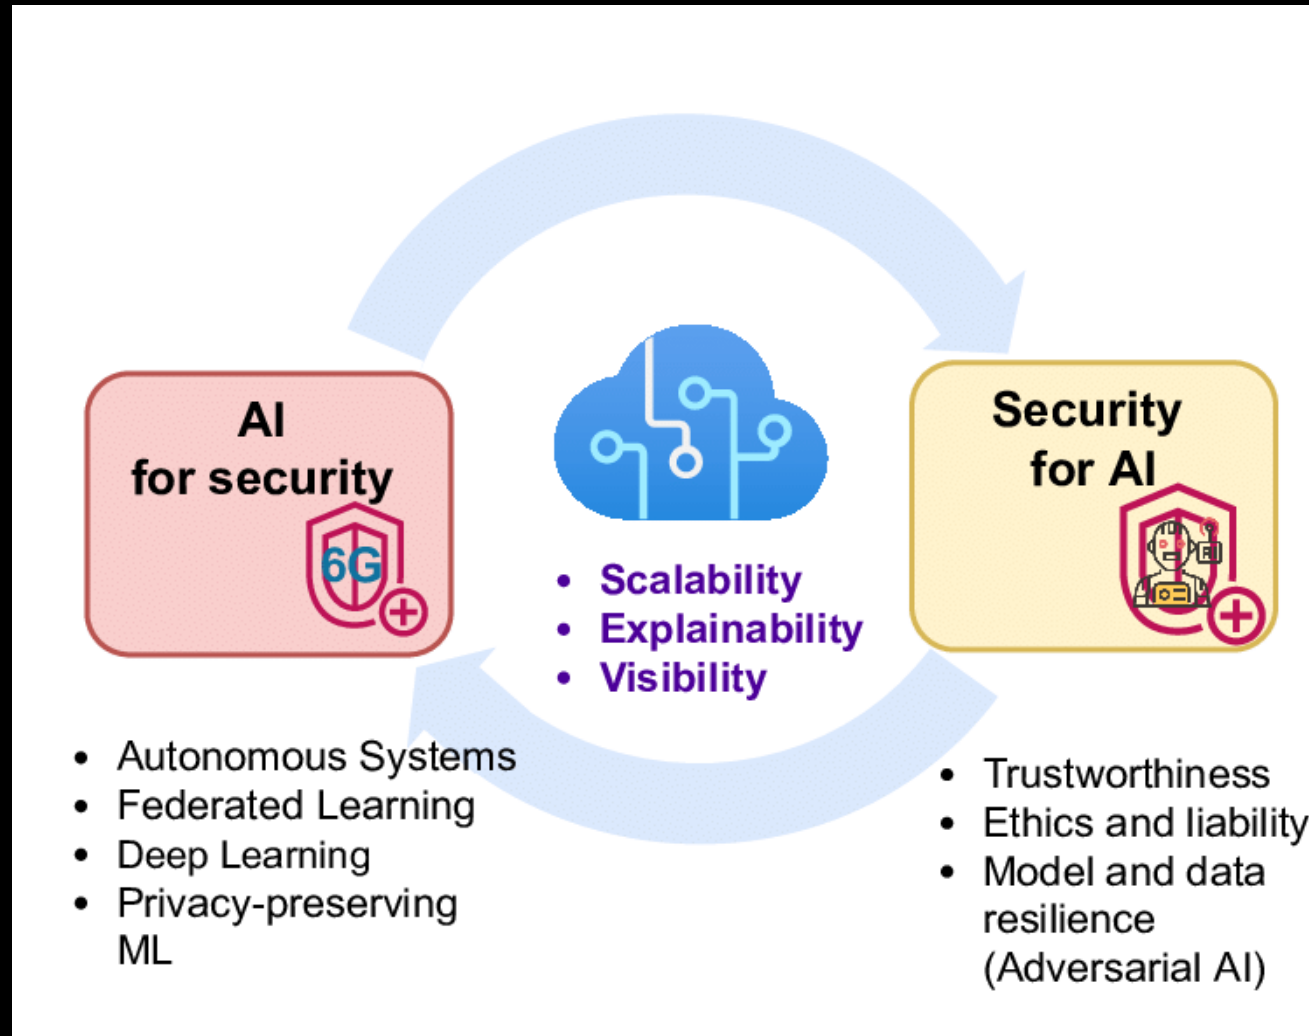 AI
for security
6G
Security
for AI
AI
• Scalability
• Explainability
• Visibility
• Autonomous Systems
• Federated Learning
• Deep Learning
• Privacy-preserving
ML
• Trustworthiness
• Ethics and liability
• Model and data
resilience
(Adversarial AI)